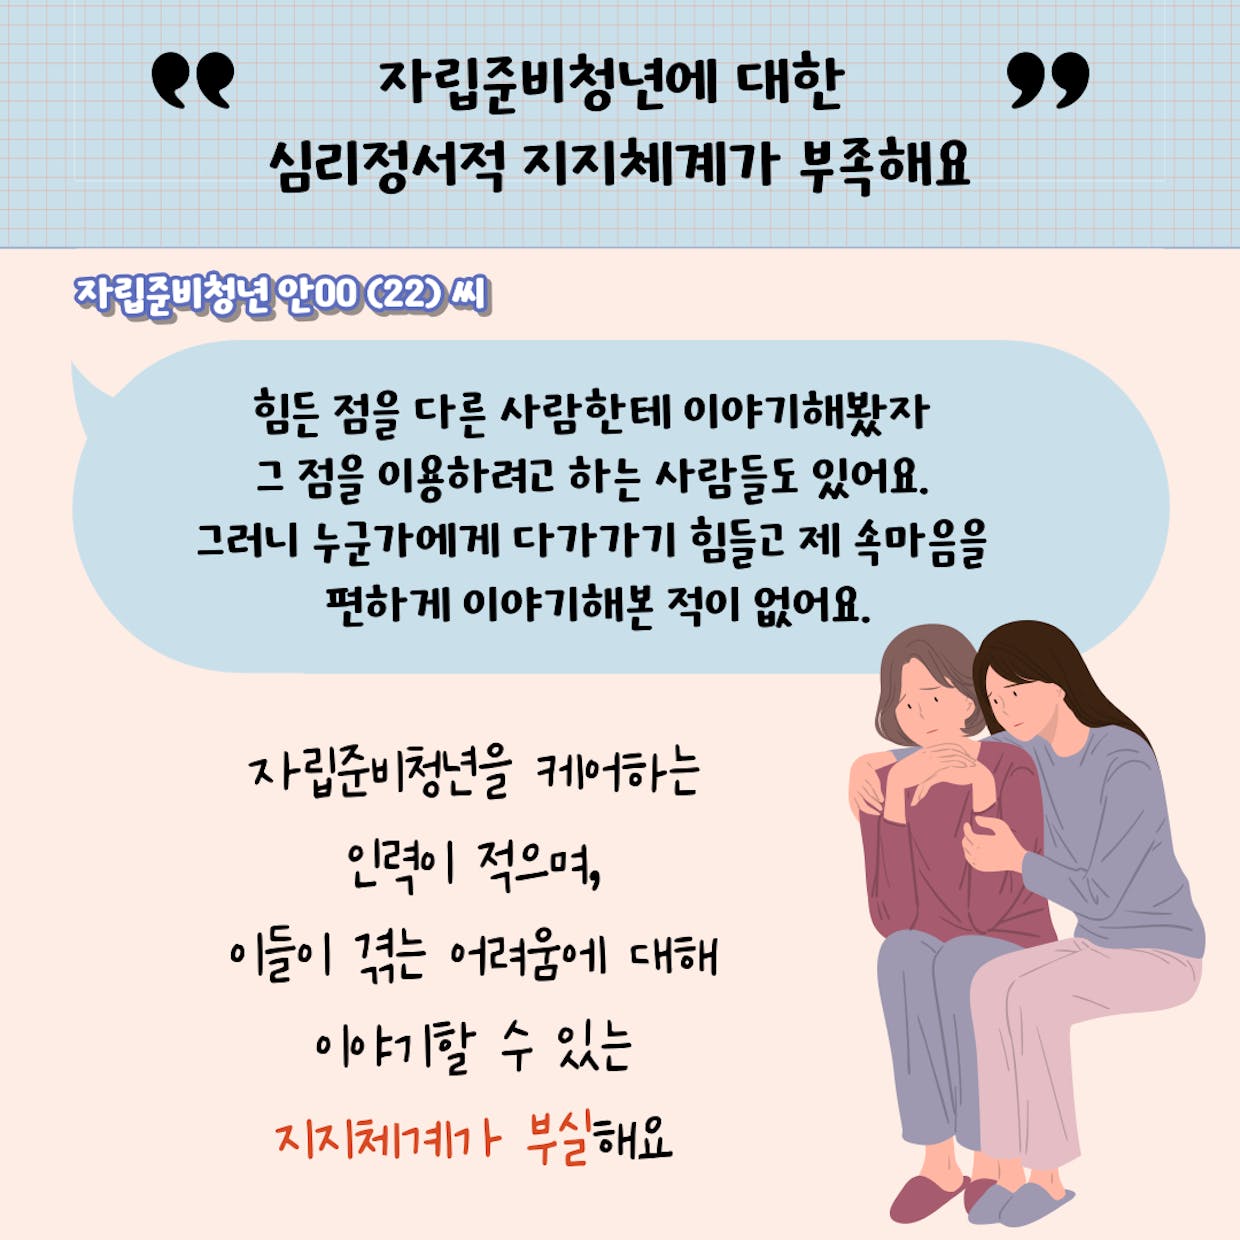 자립준비청년에 대한
심리정서적 지지체계가 부족해요
자립준비청년 안00 (22) 씨
힘든 점을 다른 사람한테 이야기해봤자
그 점을 이용하려고 하는 사람들도 있어요.
그러니 누군가에게 다가가기 힘들고 제 속마음을
편하게 이야기해본 적이 없어요.
자립준비청년을 케어하는
인력이 적으며,
이들이 겪는 어려움에 대해
이야기할 수 있는
지지체계가 부실해요